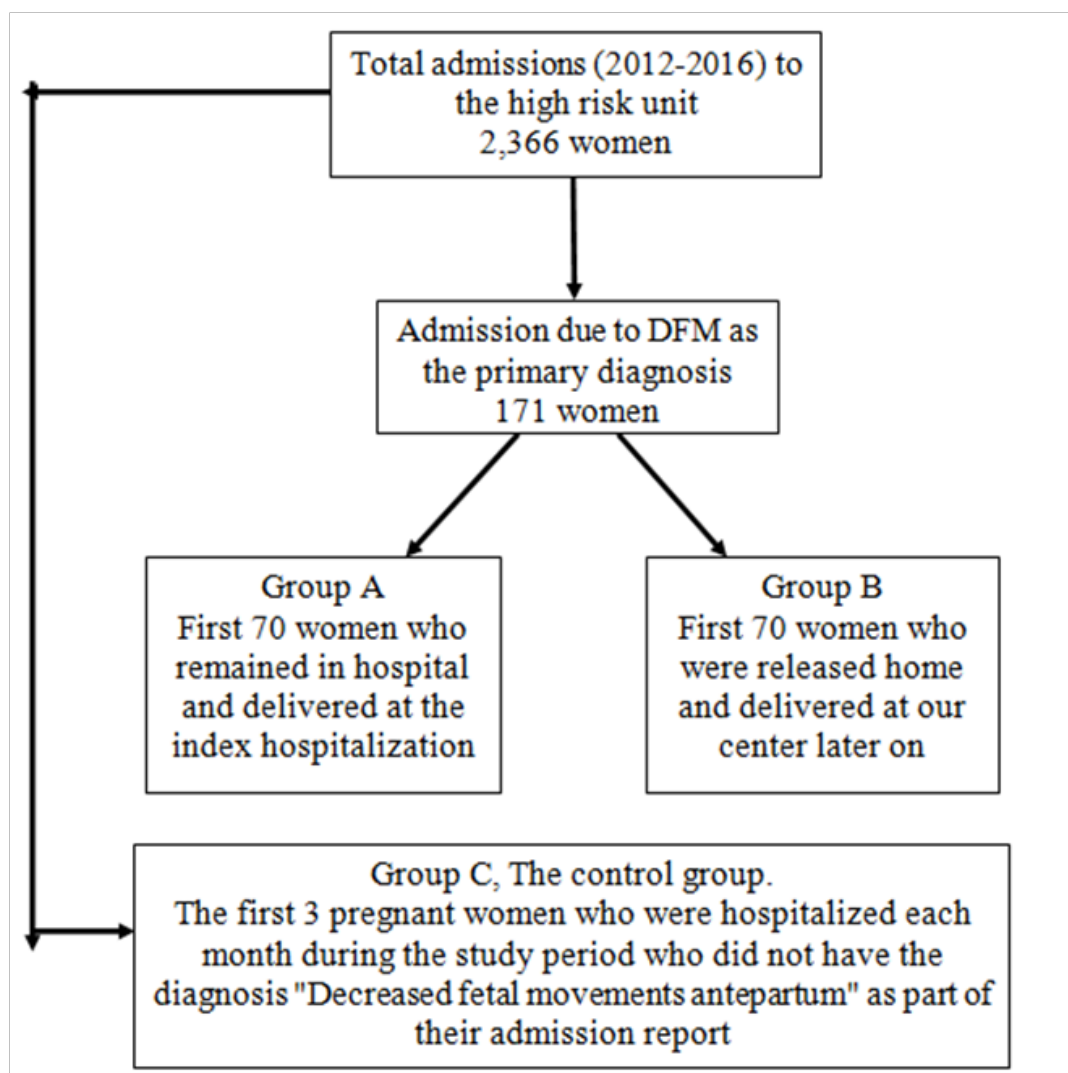 Total admissions (2012-2016) to
the high risk unit
2,366 women
Admission due to DFM as
the primary diagnosis
171 women
Group A
First 70 women who
remained in hospital
and delivered at the
index hospitalization
Group B
First 70 women who
were released home
and delivered at our
center later on
Group C, The control group.
The first 3 pregnant women who were hospitalized each
month during the study period who did not have the
diagnosis "Decreased fetal movements antepartum" as part of
their admission report